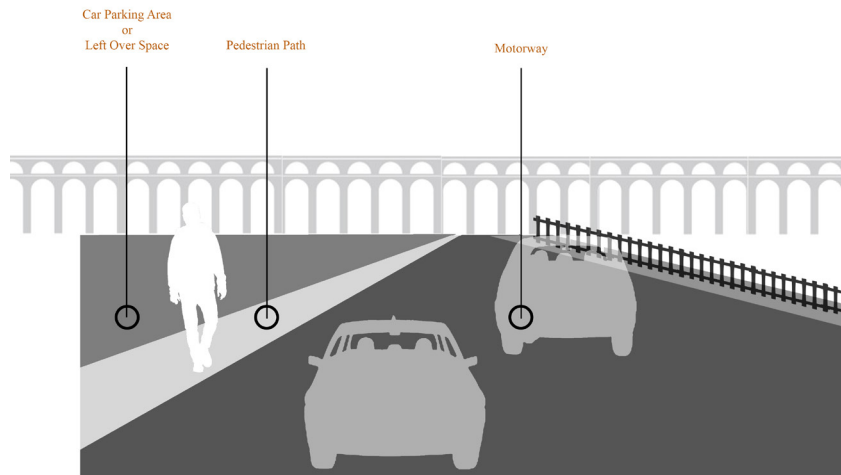 Car Parking Area
or
Left Over Space
Pedestrian Path
Motorway